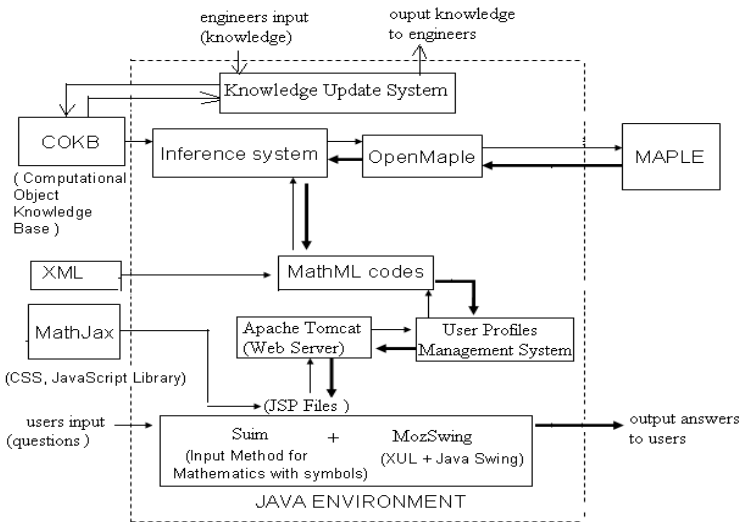 engineers input
(knowledge)
ouput knowledge
to engineers
Knowledge Update System
COKB
Inference system
OpenMaple
MAPLE
( Computational
Object
Knowledge
Base )
XML
MathML codes
MathJax
Apache Tomcat
(Web Server)
User Profiles
Management System
(CSS, JavaScript Library)
(JSP Files )
users input
(questions )
Suim + MozSwing
(Input Method for
Mathematics with symbols)
(XUL + Java Swing)
output answers
to users
JAVA ENVIRONMENT